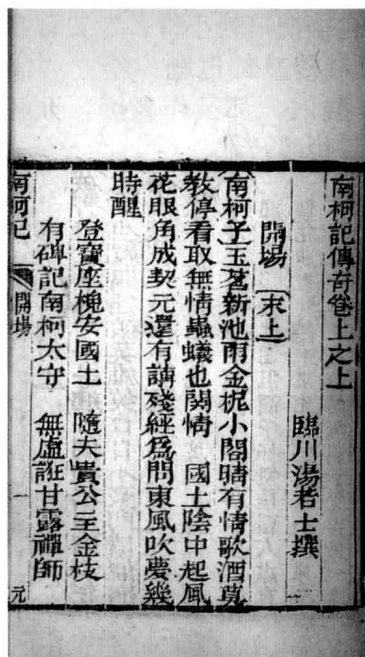 南柯記傳奇卷上之上
臨川湯若士撰
開場 末上
南柯子玉茗新池雨金柅小閣晴有情歌酒莫
教停看取無情蟲蟻也関情 國土陰中起風
花眼角成契元還有講殘經爲問東風吹夢幾
時醒
登寶座槐安國土 隨夫貴公主金枝
有碑記南柯太守 無虛誑甘露禪師
南柯記 開場 一 元